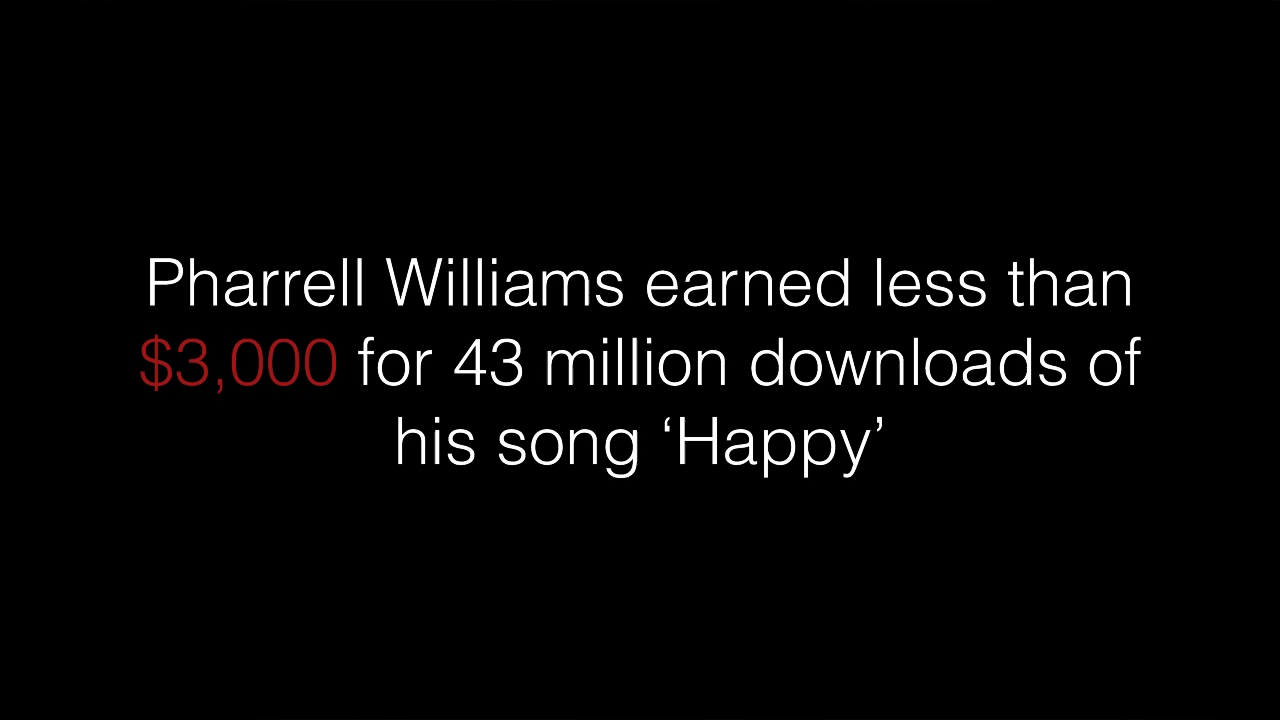 Pharrell Williams earned less than
$3,000 for 43 million downloads of
his song ‘Happy’